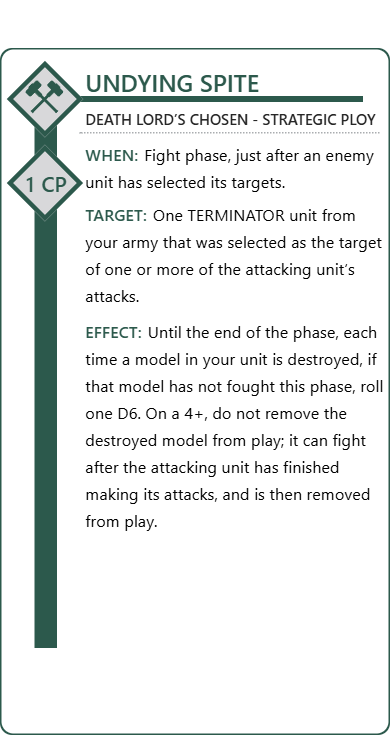 UNDYING SPITE
DEATH LORD'S CHOSEN - STRATEGIC PLOY
1 CP
WHEN: Fight phase, just after an enemy
unit has selected its targets.
TARGET: One TERMINATOR unit from
your army that was selected as the target
of one or more of the attacking unit's
attacks.
EFFECT: Until the end of the phase, each
time a model in your unit is destroyed, if
that model has not fought this phase, roll
one D6. On a 4+, do not remove the
destroyed model from play; it can fight
after the attacking unit has finished
making its attacks, and is then removed
from play.